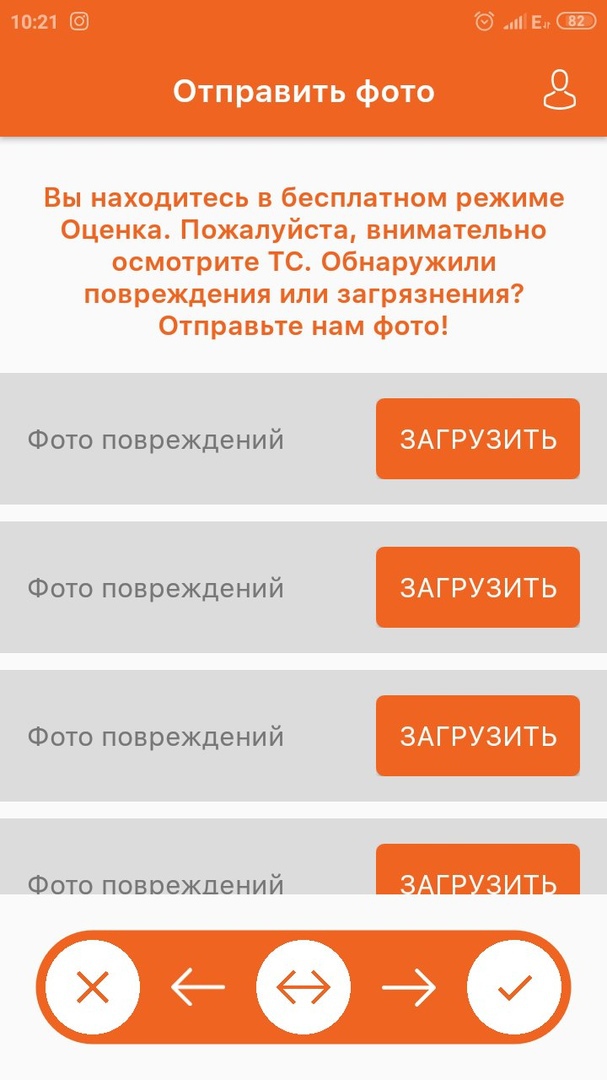 10:21 E 82
Отправить фото
Вы находитесь в бесплатном режиме
Оценка. Пожалуйста, внимательно
осмотрите ТС. Обнаружили
повреждения или загрязнения?
Отправьте нам фото!
Фото повреждений ЗАГРУЗИТЬ
Фото повреждений ЗАГРУЗИТЬ
Фото повреждений ЗАГРУЗИТЬ
Фото повреждений ЗАГРУЗИТЬ